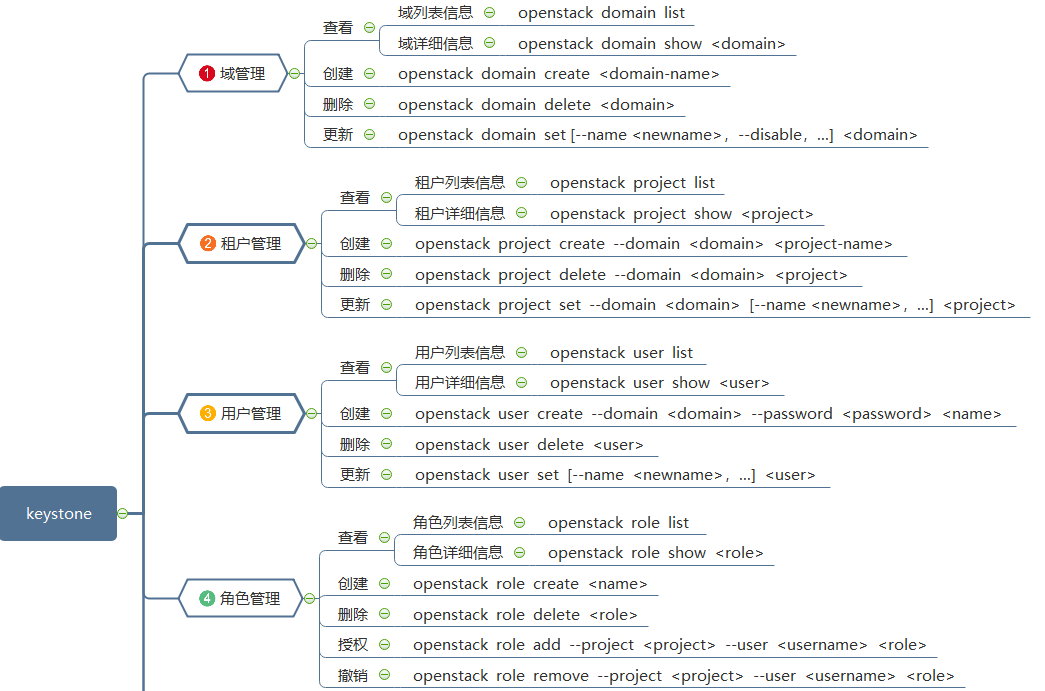 keystone
1 域管理
查看
域列表信息 openstack domain list
域详细信息 openstack domain show <domain>
创建 openstack domain create <domain-name>
删除 openstack domain delete <domain>
更新 openstack domain set [--name <newname>，--disable，...] <domain>
2 租户管理
查看
租户列表信息 openstack project list
租户详细信息 openstack project show <project>
创建 openstack project create --domain <domain> <project-name>
删除 openstack project delete --domain <domain> <project>
更新 openstack project set --domain <domain> [--name <newname>，...] <project>
3 用户管理
查看
用户列表信息 openstack user list
用户详细信息 openstack user show <user>
创建 openstack user create --domain <domain> --password <password> <name>
删除 openstack user delete <user>
更新 openstack user set [--name <newname>，...] <user>
4 角色管理
查看
角色列表信息 openstack role list
角色详细信息 openstack role show <role>
创建 openstack role create <name>
删除 openstack role delete <role>
授权 openstack role add --project <project> --user <username> <role>
撤销 openstack role remove --project <project> --user <username> <role>